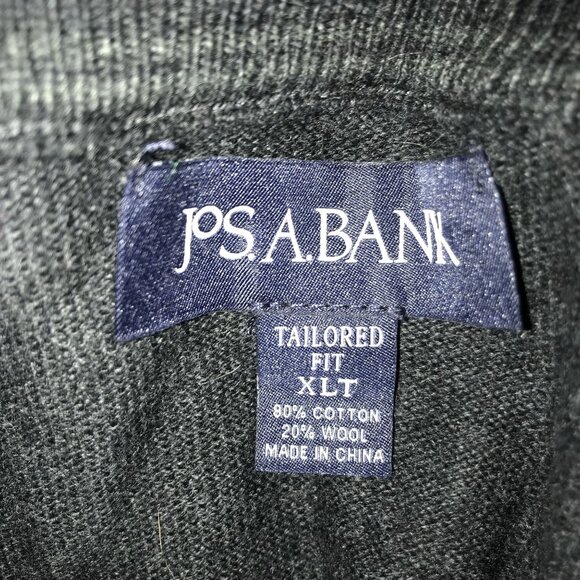 JOS.A.BANK
TAILORED
FIT
XLT
80% COTTON
20% WOOL
MADE IN CHINA